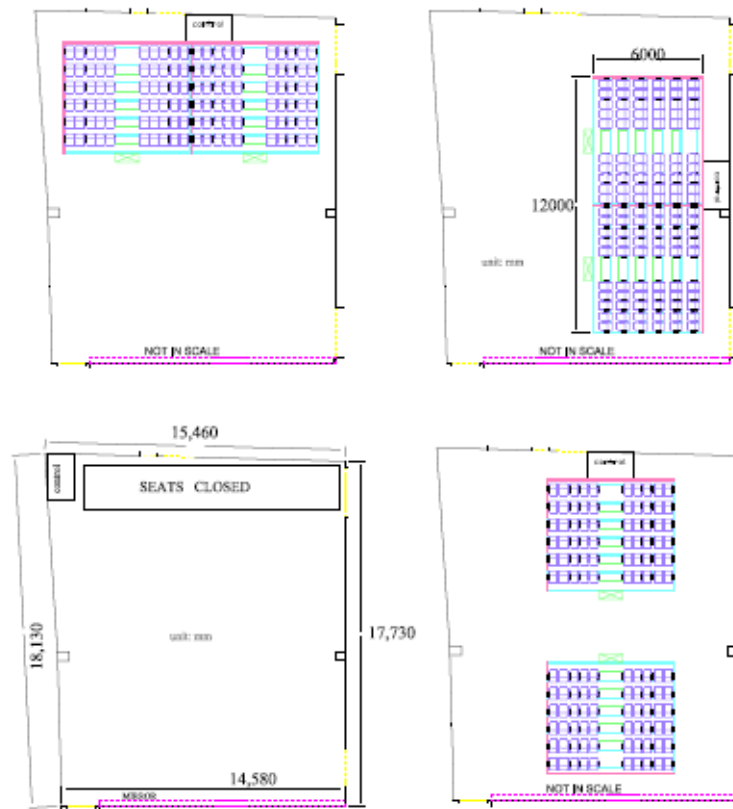 control
NOT IN SCALE
6000
12000
control
unit: mm
NOT IN SCALE
15,460
control
SEATS CLOSED
18,130
unit: mm
17,730
14,580
MIRROR
control
NOT IN SCALE